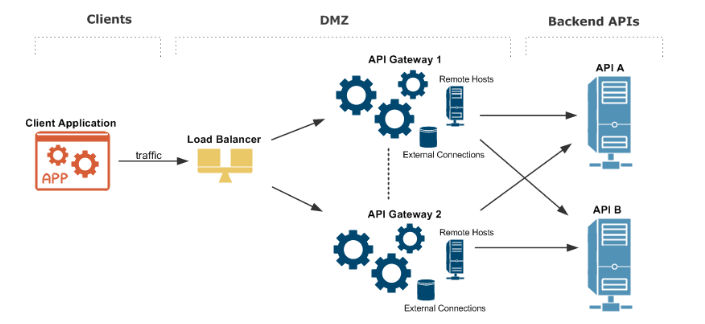 Clients
DMZ
Backend APIs
API Gateway 1
API A
Remote Hosts
Client Application
Load Balancer
APP
traffic
External Connections
API Gateway 2
API B
Remote Hosts
External Connections